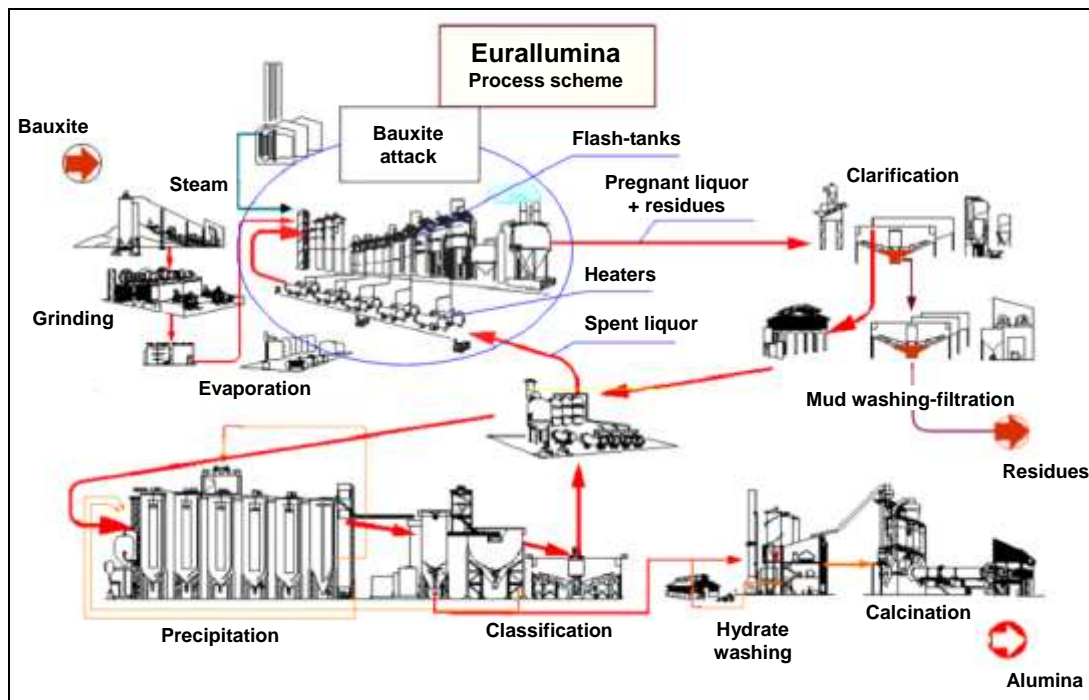 Eurallumina
Process scheme
Bauxite
Bauxite
attack
Flash-tanks
Steam
Pregnant liquor
+ residues
Clarification
Grinding
Heaters
Spent liquor
Evaporation
Mud washing-filtration
Residues
Precipitation
Classification
Hydrate
washing
Calcination
Alumina